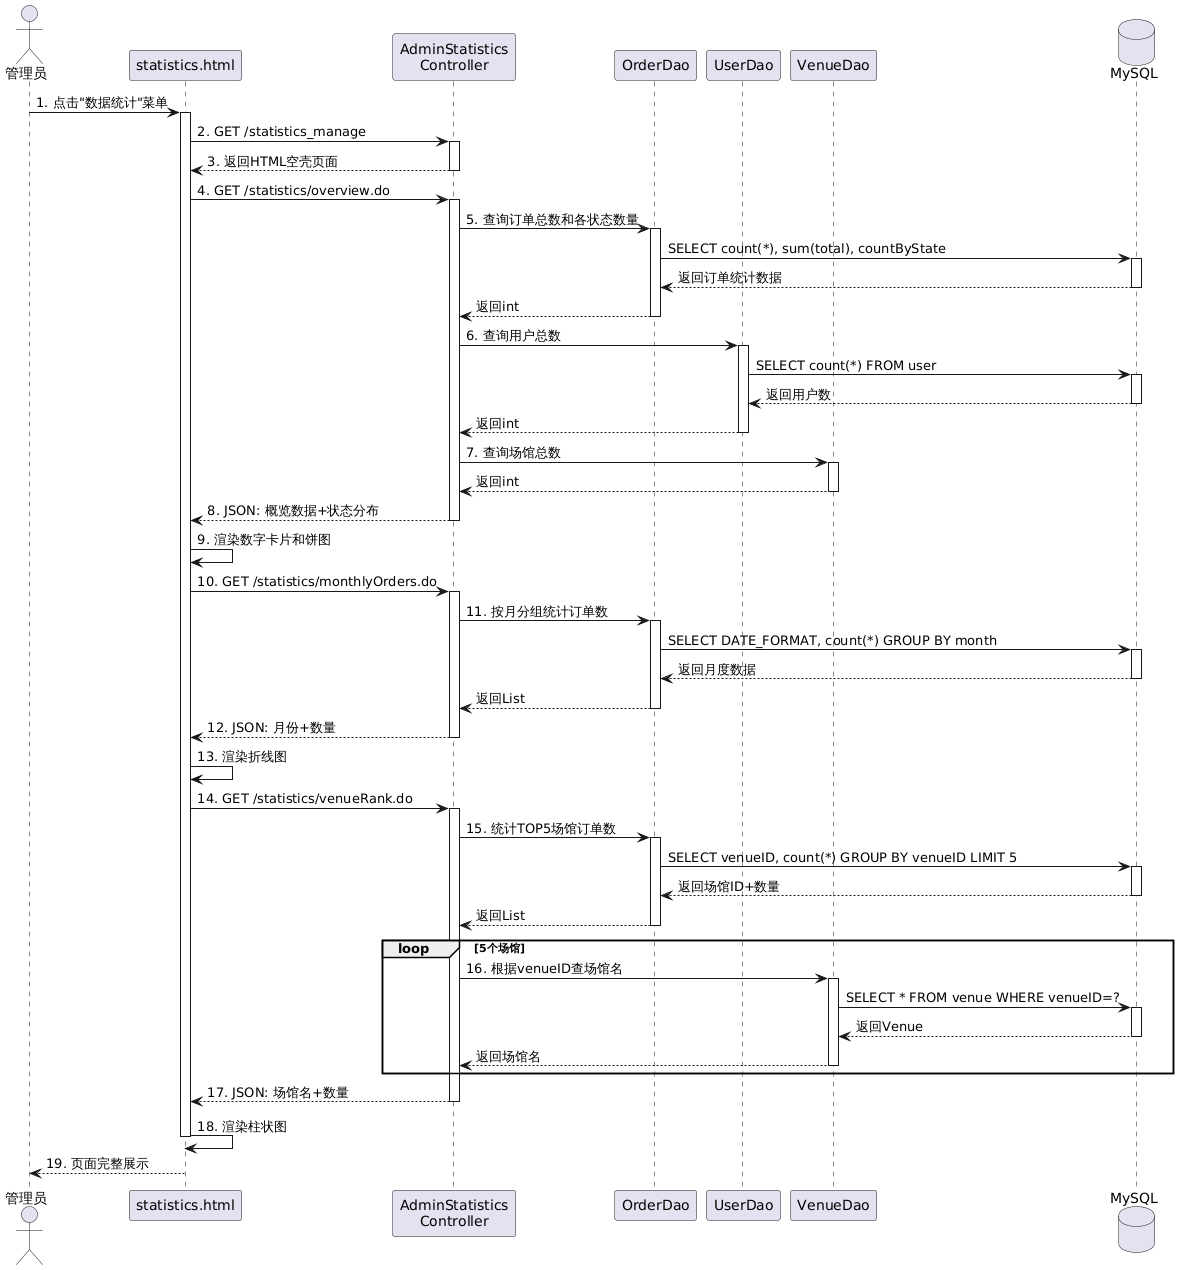 管理员
statistics.html
AdminStatistics
Controller
OrderDao
UserDao
VenueDao
MySQL
1. 点击"数据统计"菜单
2. GET /statistics_manage
3. 返回HTML空壳页面
4. GET /statistics/overview.do
5. 查询订单总数和各状态数量
SELECT count(*), sum(total), countByState
返回订单统计数据
返回int
6. 查询用户总数
SELECT count(*) FROM user
返回用户数
返回int
7. 查询场馆总数
返回int
8. JSON: 概览数据+状态分布
9. 渲染数字卡片和饼图
10. GET /statistics/monthlyOrders.do
11. 按月分组统计订单数
SELECT DATE_FORMAT, count(*) GROUP BY month
返回月度数据
返回List
12. JSON: 月份+数量
13. 渲染折线图
14. GET /statistics/venueRank.do
15. 统计TOP5场馆订单数
SELECT venueID, count(*) GROUP BY venueID LIMIT 5
返回场馆ID+数量
返回List
loop [5个场馆]
16. 根据venueID查场馆名
SELECT * FROM venue WHERE venueID=?
返回Venue
返回场馆名
17. JSON: 场馆名+数量
18. 渲染柱状图
19. 页面完整展示
管理员
statistics.html
AdminStatistics
Controller
OrderDao
UserDao
VenueDao
MySQL